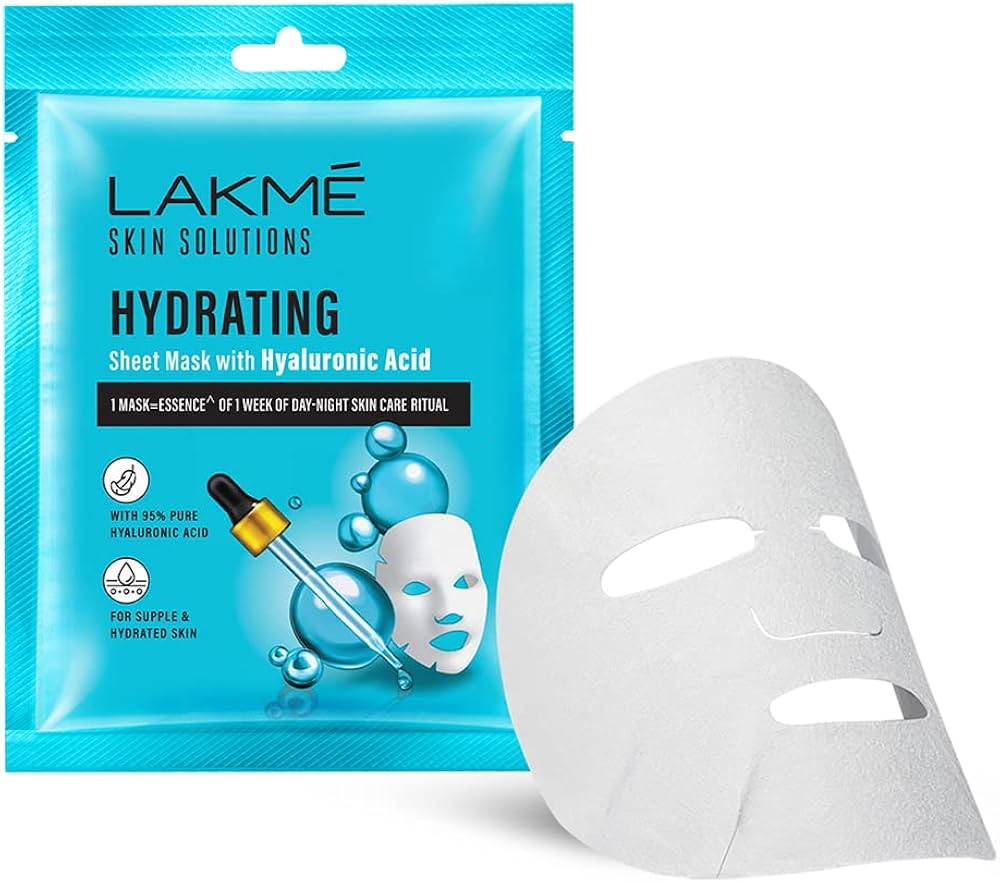 LAKMÉ
SKIN SOLUTIONS
HYDRATING
Sheet Mask with Hyaluronic Acid
1 MASK=ESSENCE^ OF 1 WEEK OF DAY-NIGHT SKIN CARE RITUAL
WITH 95% PURE
HYALURONIC ACID
FOR SUPPLE &
HYDRATED SKIN